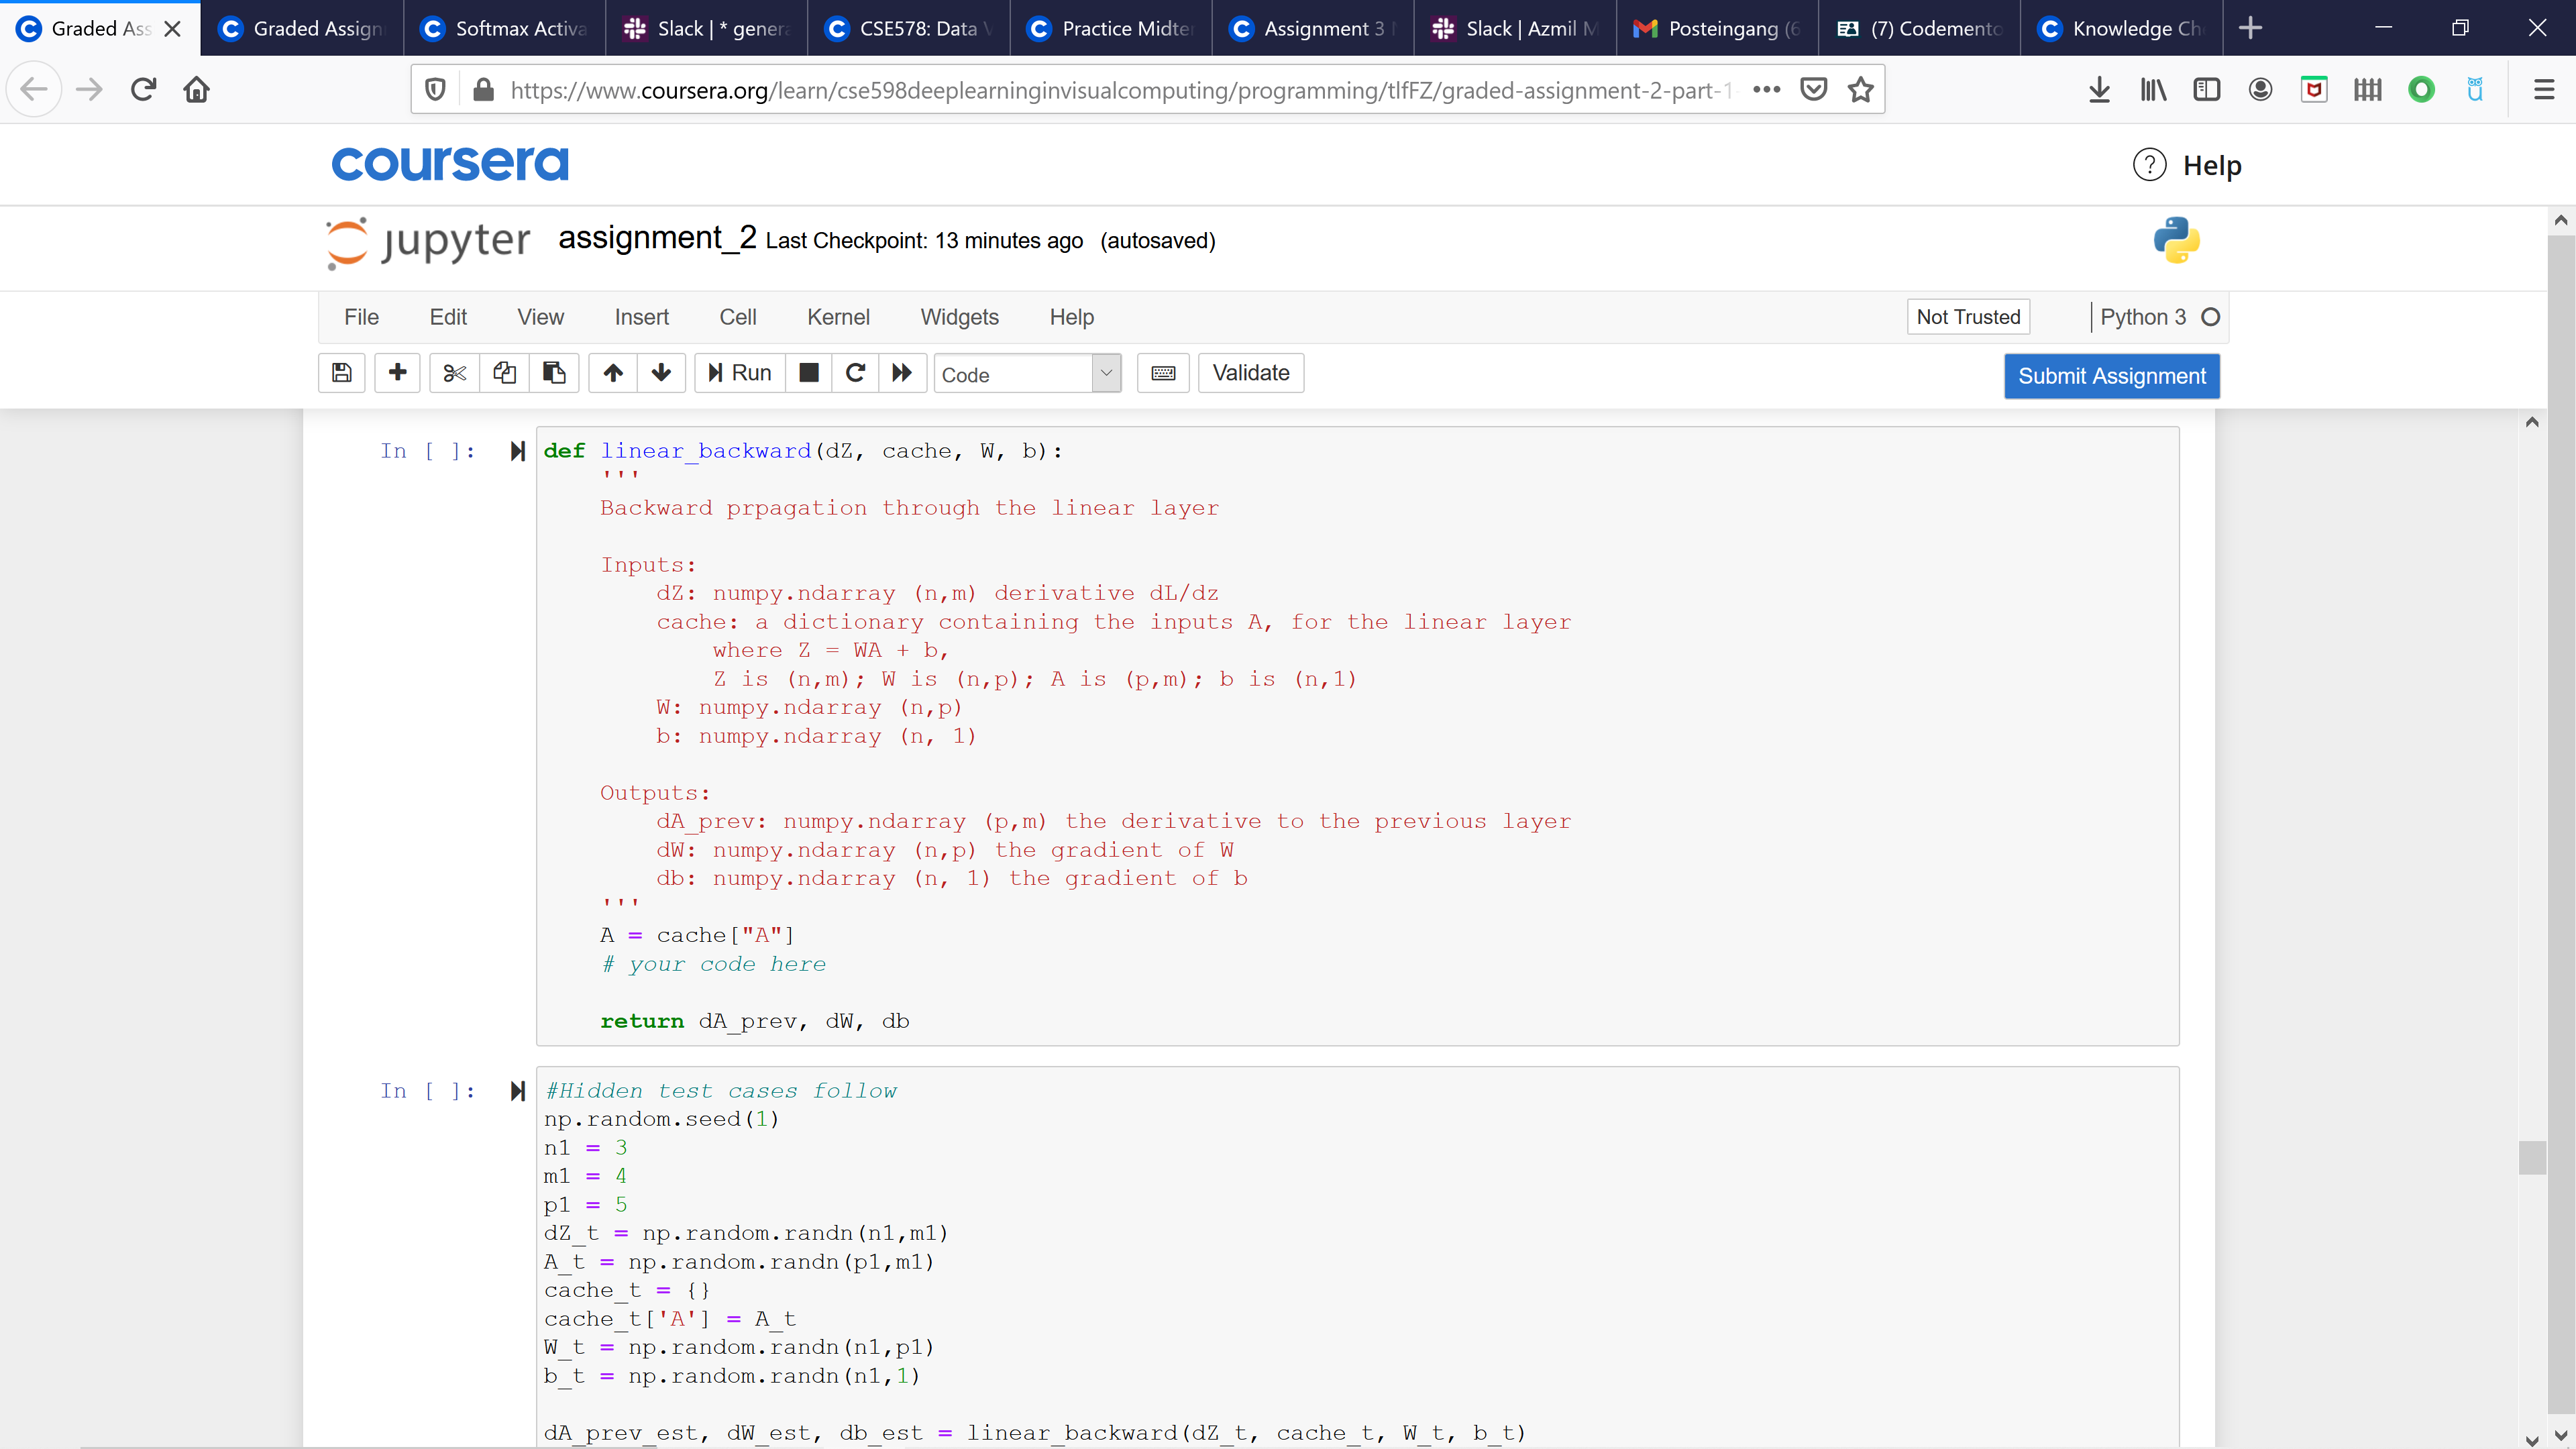 Graded Ass
Graded Assign
Softmax Activa
Slack | * genera
CSE578: Data V
Practice Midter
Assignment 3
Slack | Azmil M
Posteingang (6
(7) Codemento
Knowledge Ch
https://www.coursera.org/learn/cse598deeplearninginvisualcomputing/programming/tlfFZ/graded-assignment-2-part-1
coursera
Help
jupyter assignment_2 Last Checkpoint: 13 minutes ago (autosaved)
File Edit View Insert Cell Kernel Widgets Help Not Trusted Python 3
Run Code Validate Submit Assignment
In [ ]: def linear_backward(dZ, cache, W, b):
'''
Backward prpagation through the linear layer
Inputs:
dZ: numpy.ndarray (n,m) derivative dL/dz
cache: a dictionary containing the inputs A, for the linear layer
where Z = WA + b,
Z is (n,m); W is (n,p); A is (p,m); b is (n,1)
W: numpy.ndarray (n,p)
b: numpy.ndarray (n, 1)
Outputs:
dA_prev: numpy.ndarray (p,m) the derivative to the previous layer
dW: numpy.ndarray (n,p) the gradient of W
db: numpy.ndarray (n, 1) the gradient of b
'''
A = cache["A"]
# your code here
return dA_prev, dW, db
In [ ]: #Hidden test cases follow
np.random.seed(1)
n1 = 3
m1 = 4
p1 = 5
dZ_t = np.random.randn(n1,m1)
A_t = np.random.randn(p1,m1)
cache_t = {}
cache_t['A'] = A_t
W_t = np.random.randn(n1,p1)
b_t = np.random.randn(n1,1)
dA_prev_est, dW_est, db_est = linear_backward(dZ_t, cache_t, W_t, b_t)